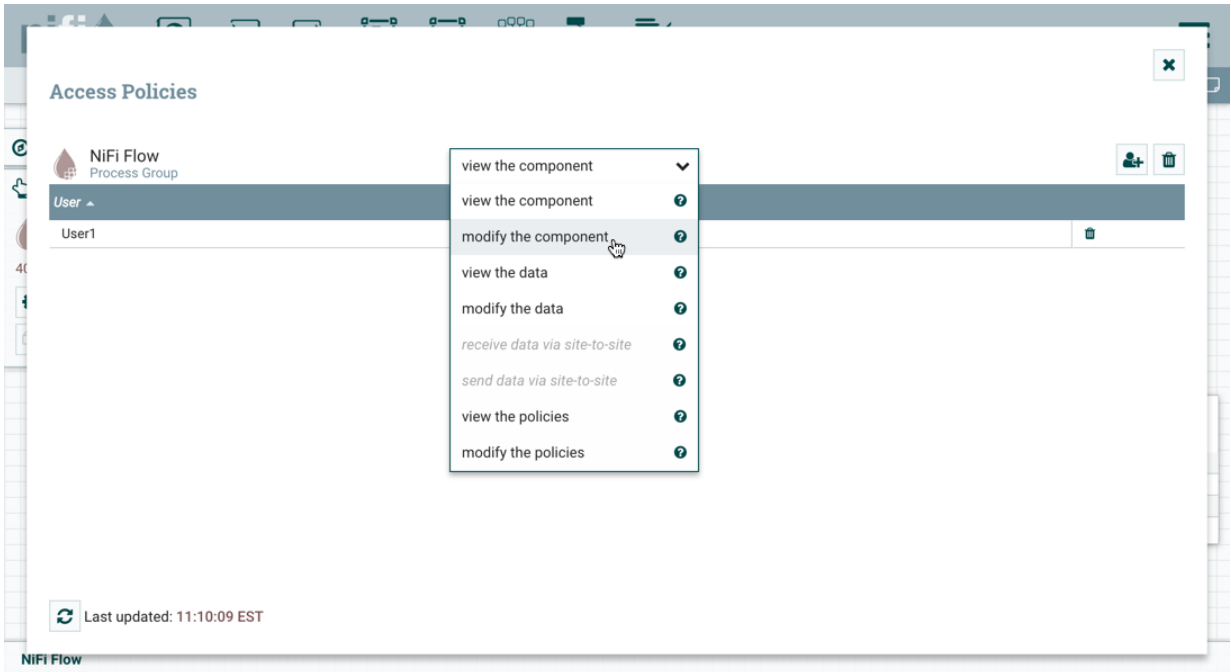 Access Policies
NiFi Flow
Process Group
view the component
User
User1
view the component
modify the component
view the data
modify the data
receive data via site-to-site
send data via site-to-site
view the policies
modify the policies
Last updated: 11:10:09 EST
NiFi Flow